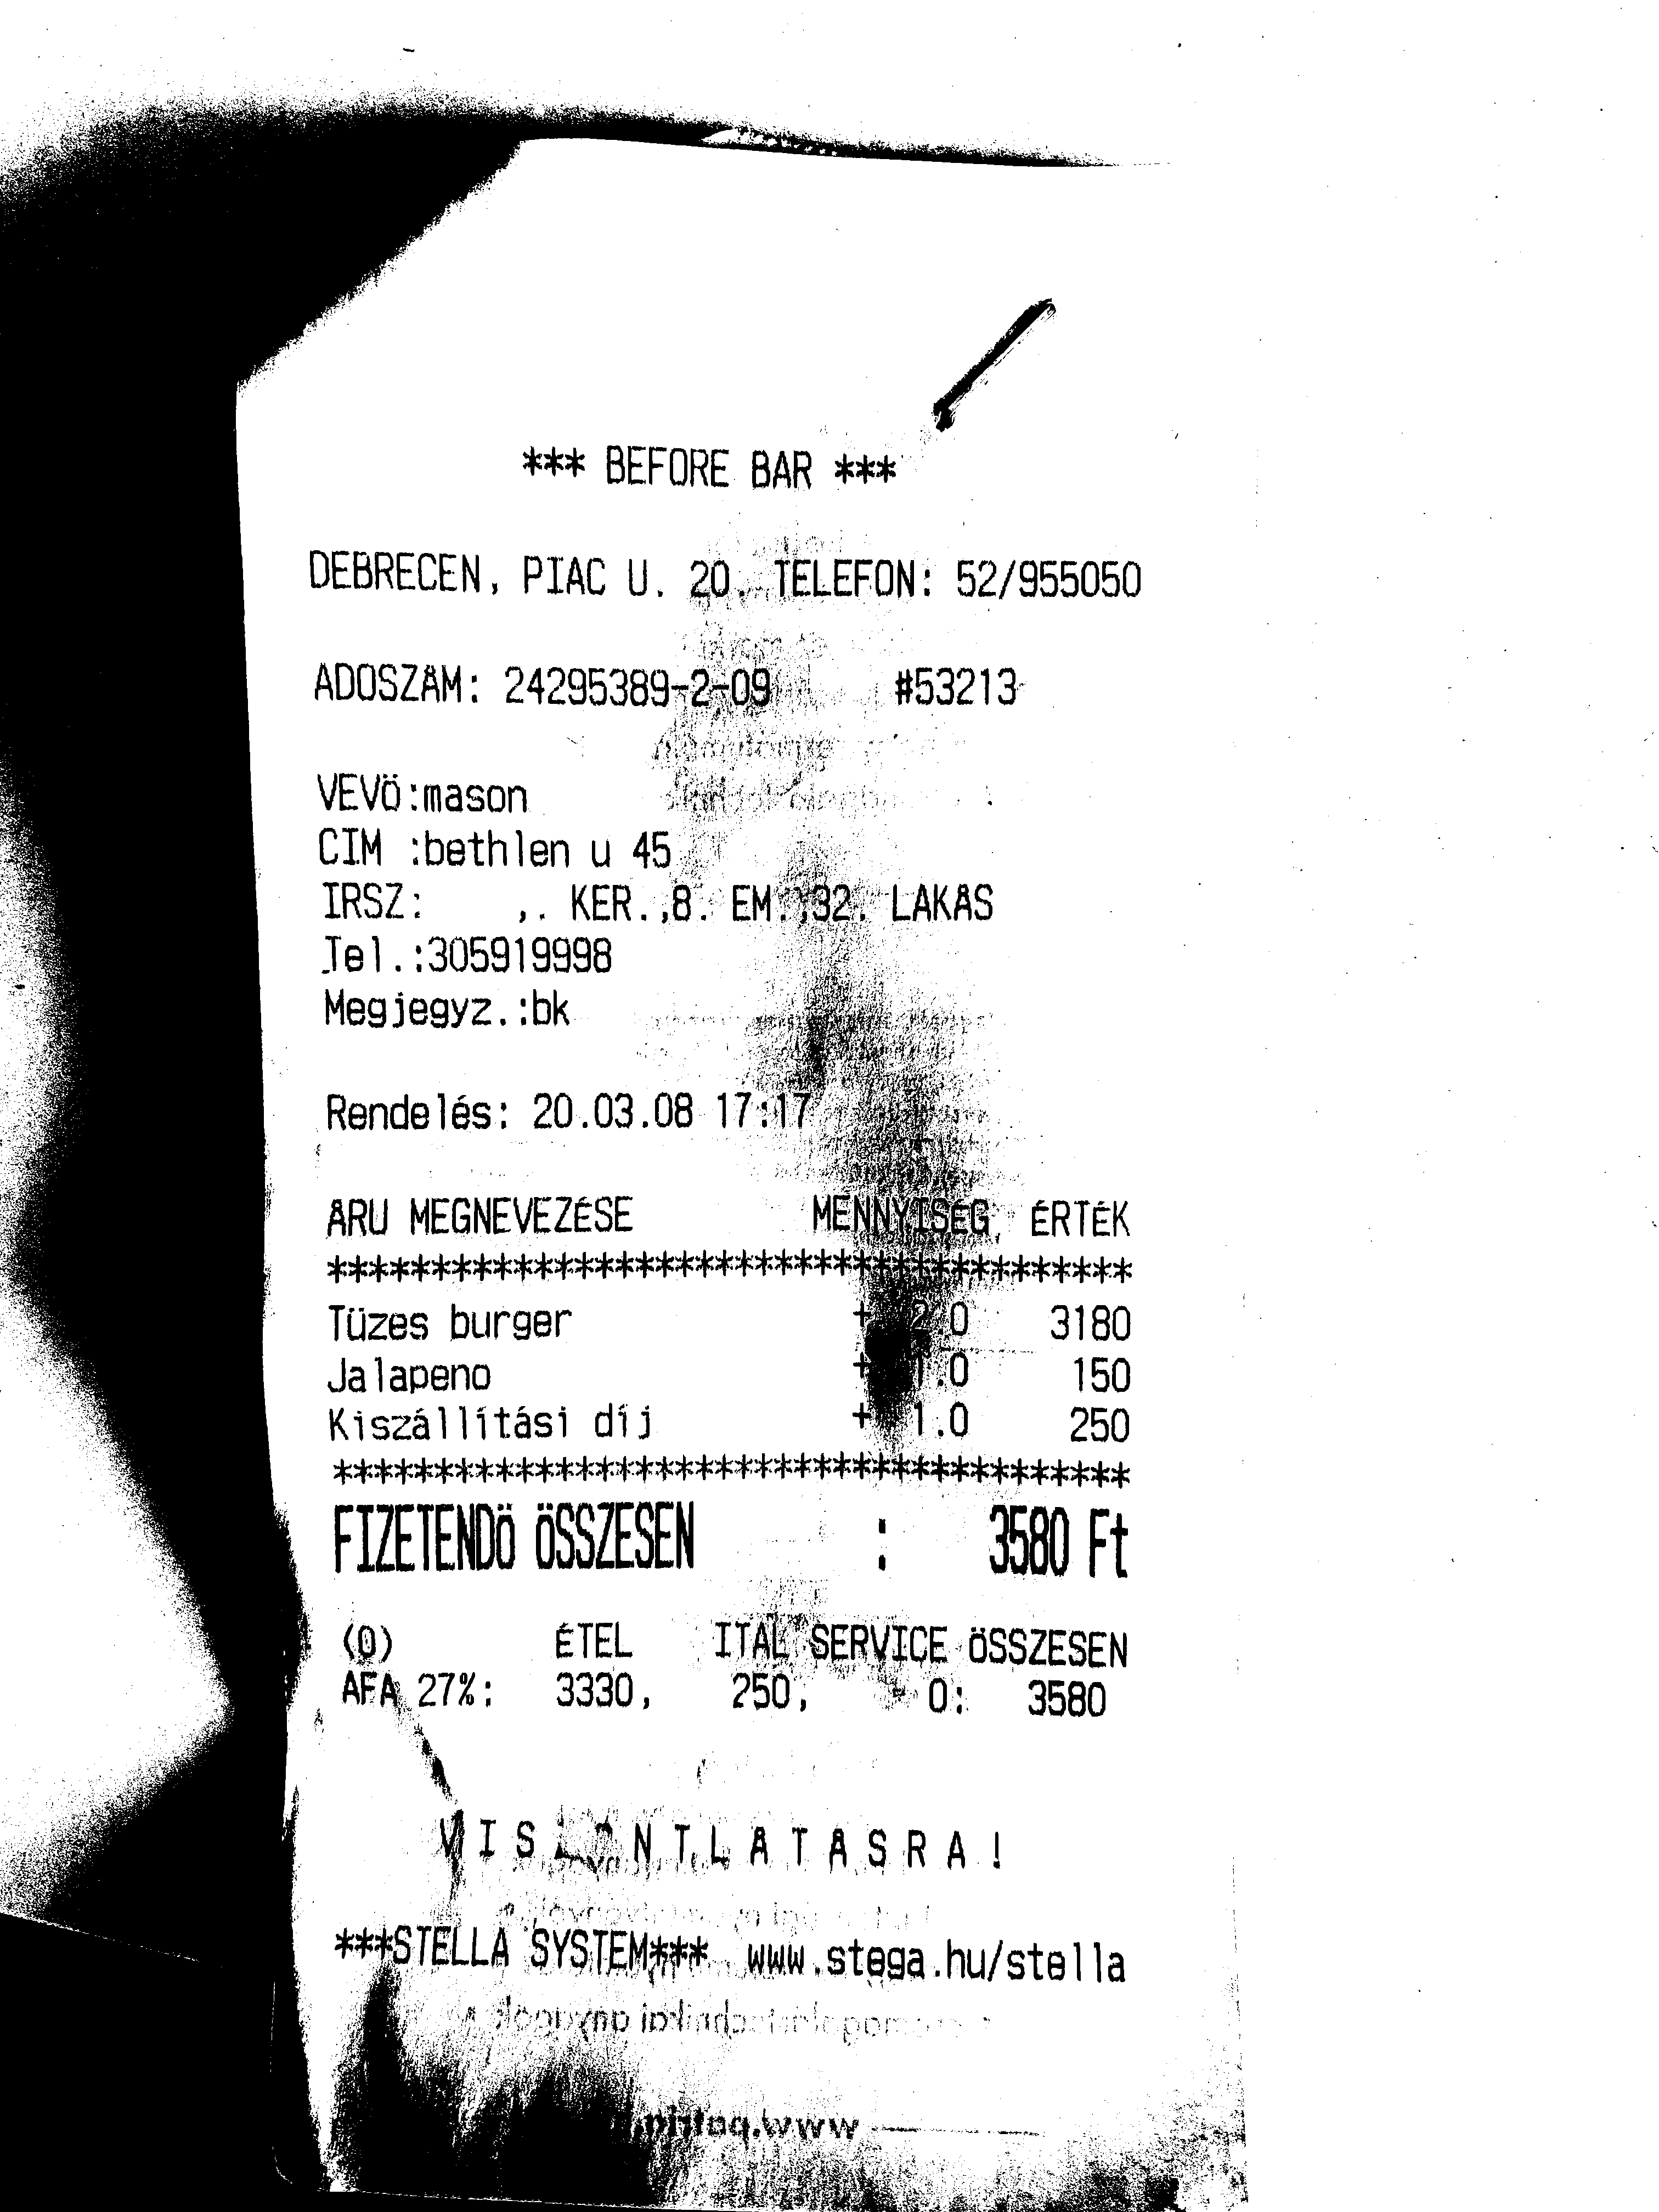 *** BEFORE BAR ***
DEBRECEN, PIAC U. 20. TELEFON: 52/955050
ADOSZÁM: 24295389-2-09 #53213
VEVÖ:mason
CIM :bethlen u 45
IRSZ: ,. KER.,8. EM.,32. LAKÁS
Tel.:305919998
Megjegyz.:bk
Rendelés: 20.03.08 17:17
ÁRU MEGNEVEZÉSE MENNYISÉG, ÉRTÉK
****************************************
Tüzes burger + 2.0 3180
Jalapeno + 1.0 150
Kiszállítási díj + 1.0 250
****************************************
FIZETENDÖ ÖSSZESEN : 3580 Ft
(0) ÉTEL ITAL SERVICE ÖSSZESEN
ÁFA 27%: 3330, 250, 0: 3580
T L Á T Á S R A !
***STELLA SYSTEM*** www.stega.hu/stella